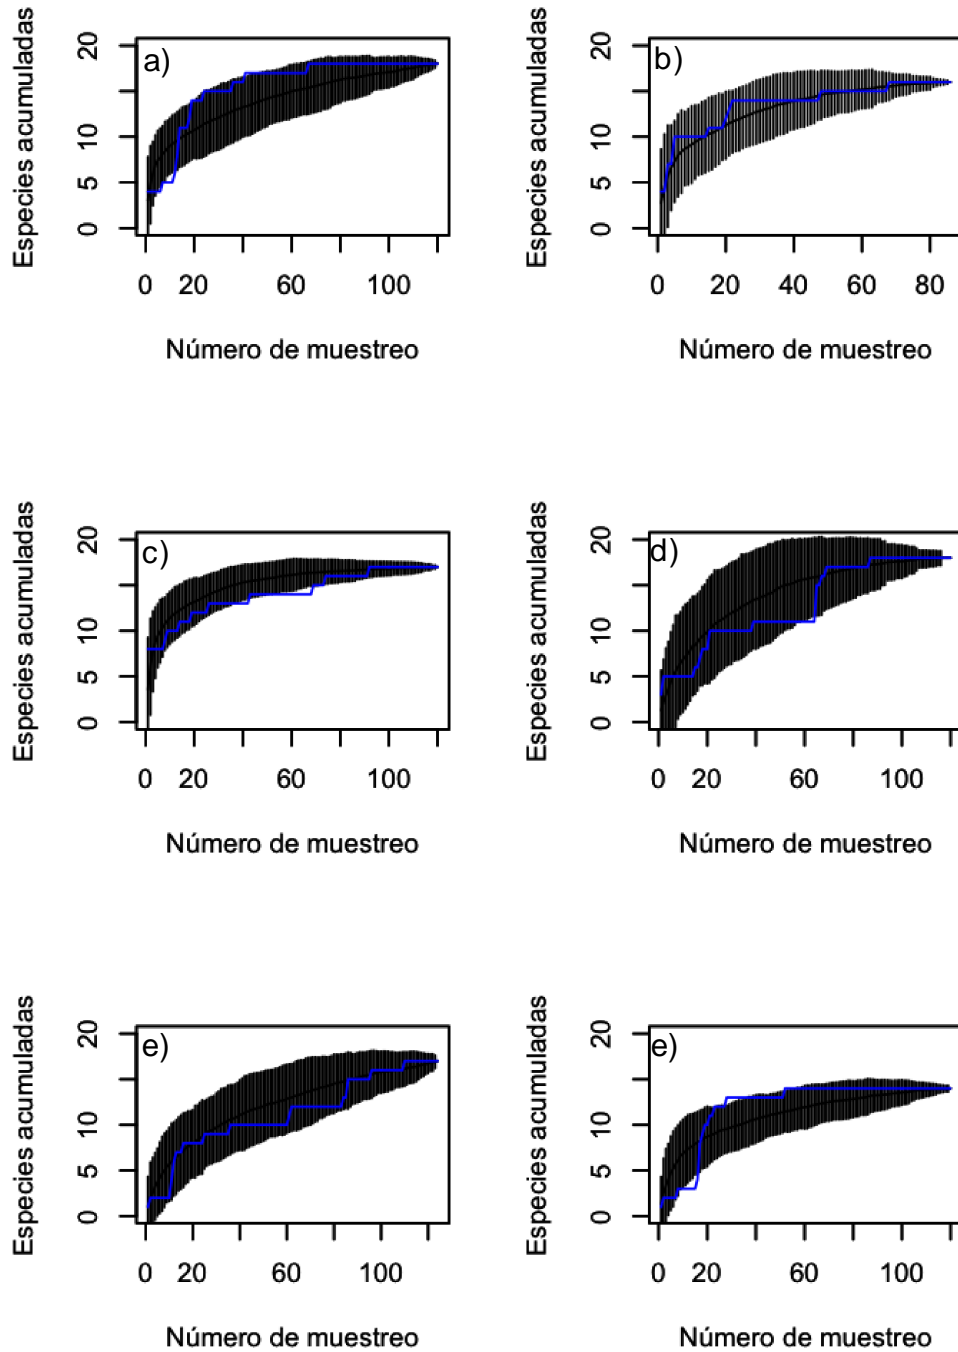 a)
Especies acumuladas
0 5 10 20
0 20 60 100
Número de muestreo
b)
Especies acumuladas
0 5 10 20
0 20 40 60 80
Número de muestreo
c)
Especies acumuladas
0 5 10 20
0 20 60 100
Número de muestreo
d)
Especies acumuladas
0 5 10 20
0 20 60 100
Número de muestreo
e)
Especies acumuladas
0 5 10 20
0 20 60 100
Número de muestreo
e)
Especies acumuladas
0 5 10 20
0 20 60 100
Número de muestreo